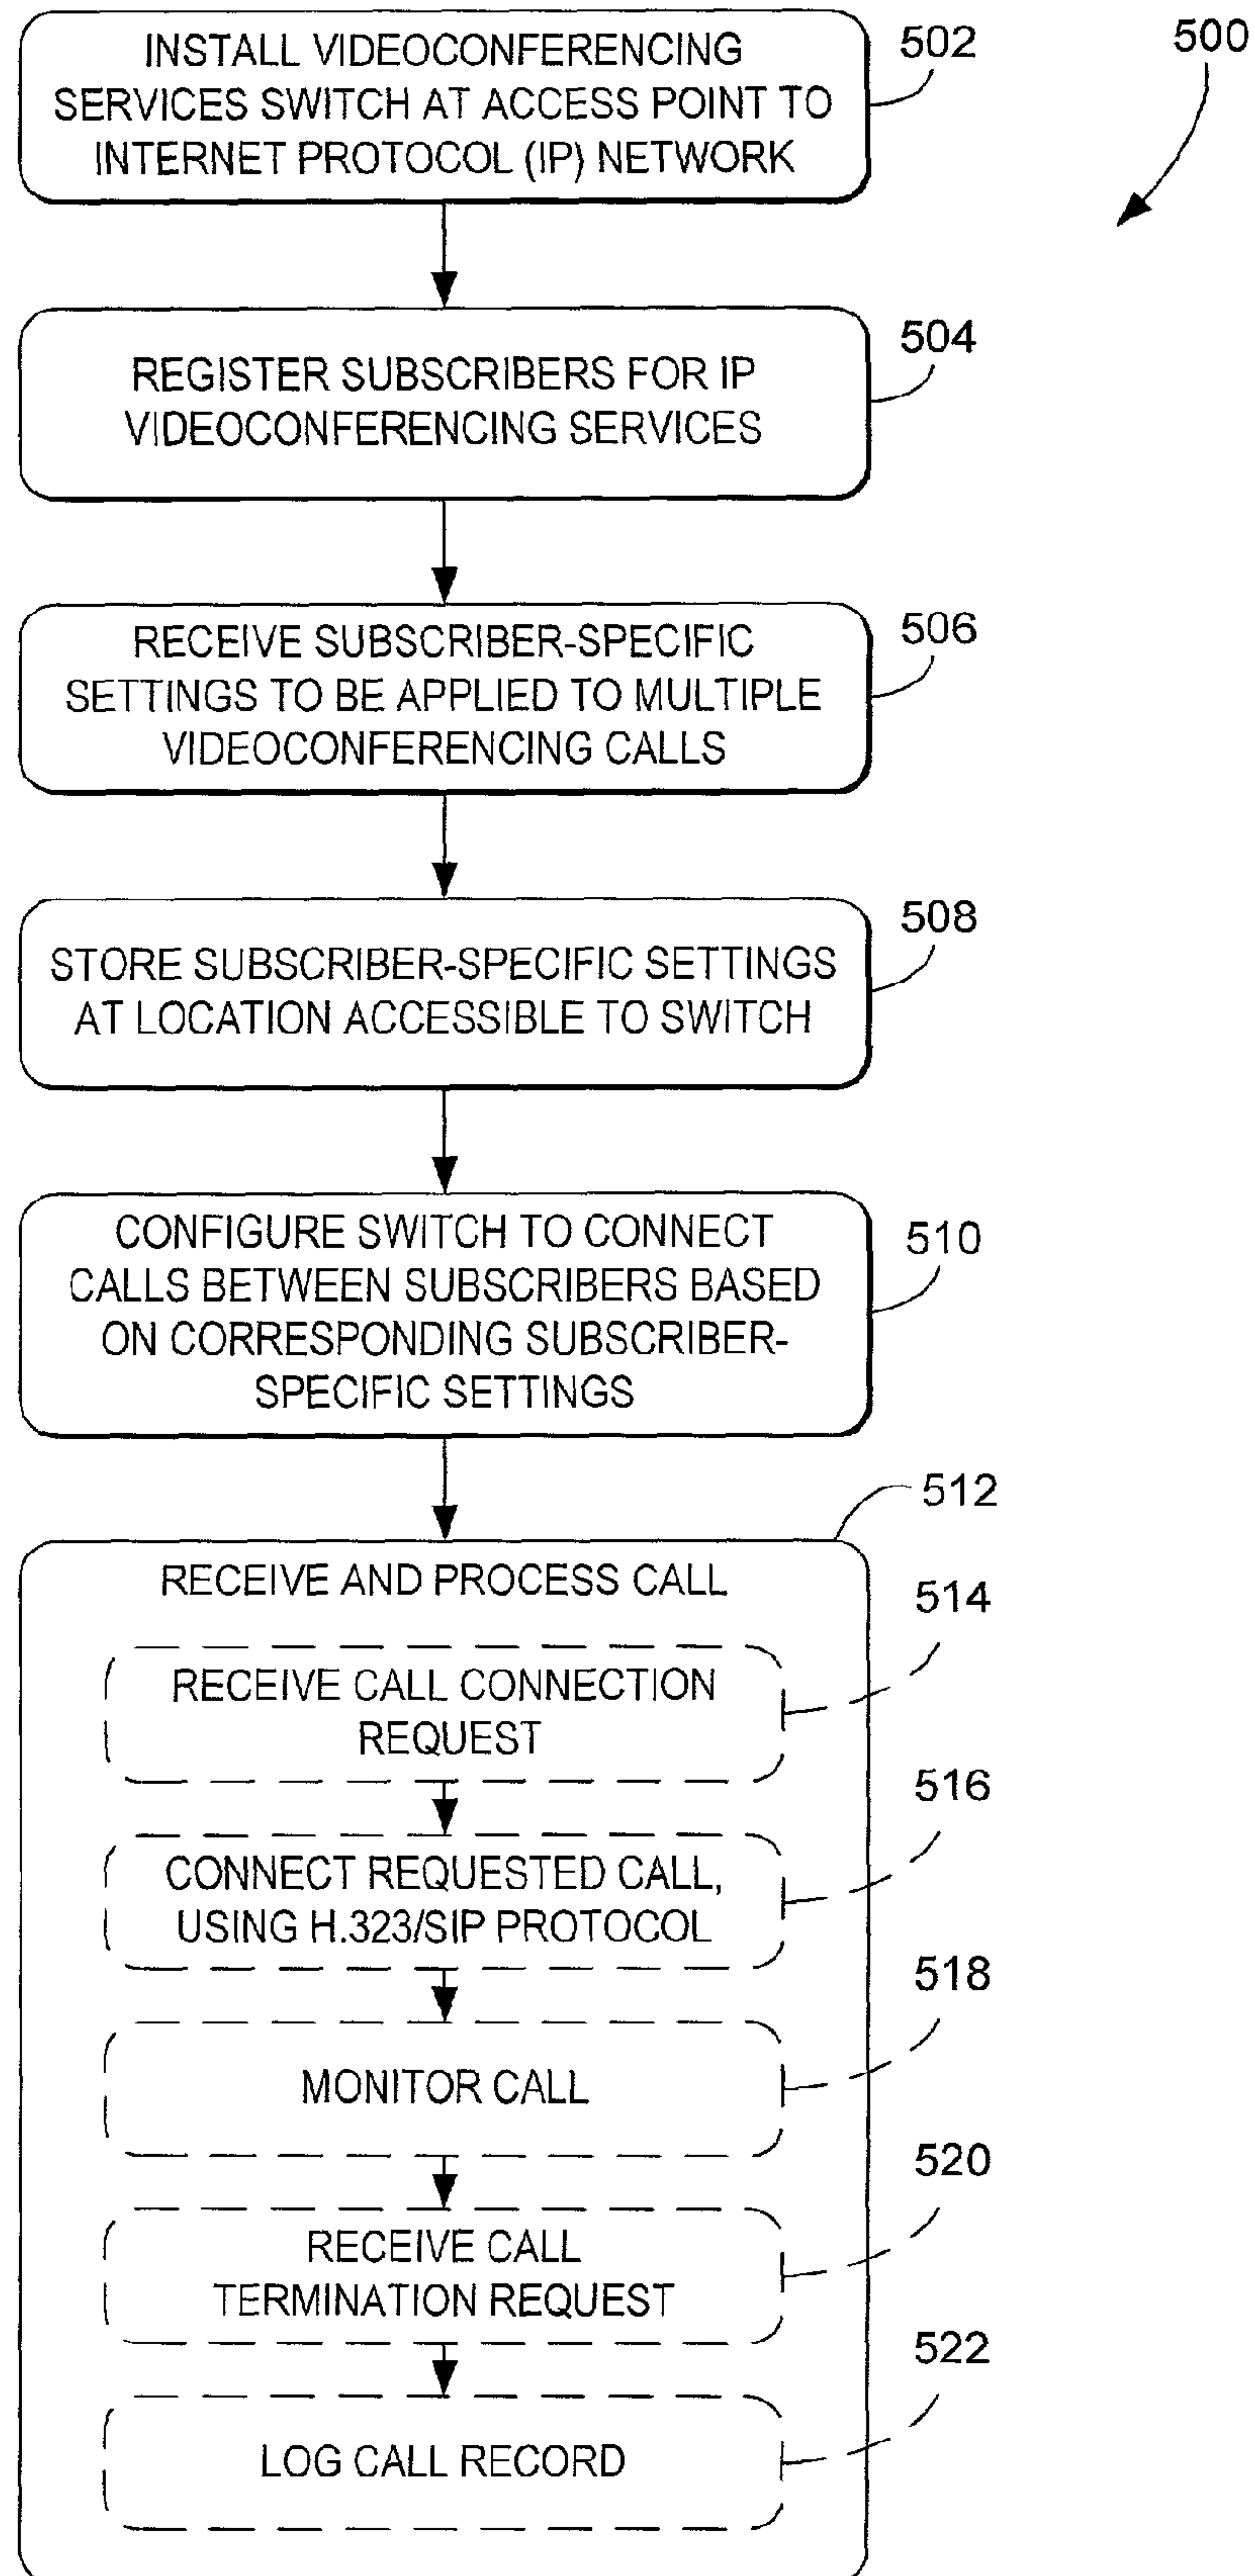 INSTALL VIDEOCONFERENCING
SERVICES SWITCH AT ACCESS POINT TO
INTERNET PROTOCOL (IP) NETWORK
502
500
REGISTER SUBSCRIBERS FOR IP
VIDEOCONFERENCING SERVICES
504
RECEIVE SUBSCRIBER-SPECIFIC
SETTINGS TO BE APPLIED TO MULTIPLE
VIDEOCONFERENCING CALLS
506
STORE SUBSCRIBER-SPECIFIC SETTINGS
AT LOCATION ACCESSIBLE TO SWITCH
508
CONFIGURE SWITCH TO CONNECT
CALLS BETWEEN SUBSCRIBERS BASED
ON CORRESPONDING SUBSCRIBER-
SPECIFIC SETTINGS
510
512
RECEIVE AND PROCESS CALL
514
RECEIVE CALL CONNECTION
REQUEST
516
CONNECT REQUESTED CALL,
USING H.323/SIP PROTOCOL
518
MONITOR CALL
520
RECEIVE CALL
TERMINATION REQUEST
522
LOG CALL RECORD